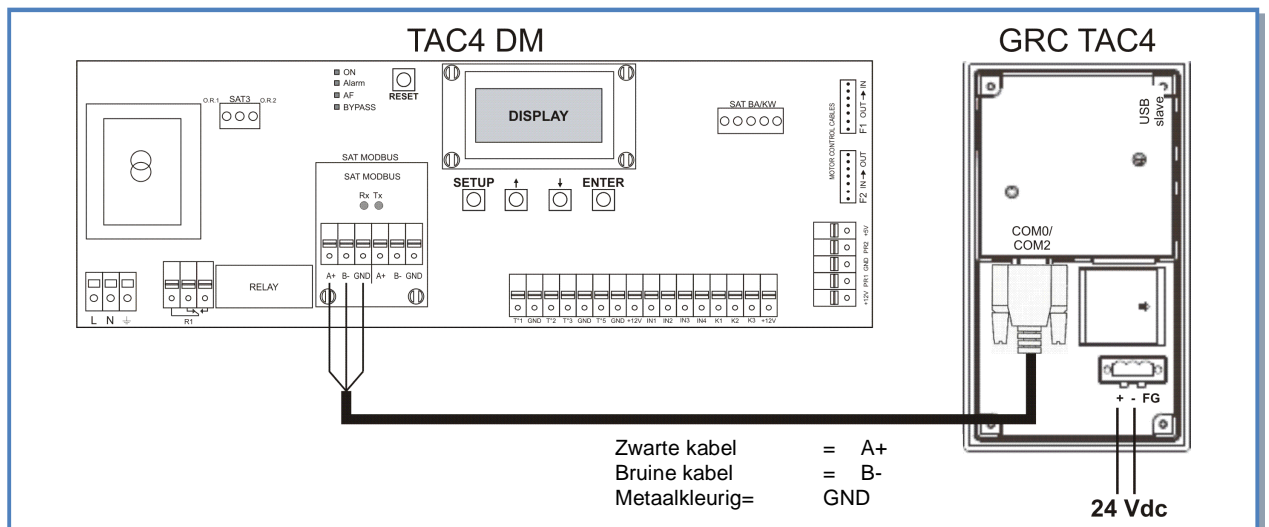 TAC4 DM
GRC TAC4
ON
Alarm
AF
BYPASS
RESET
O.R.1 SAT3 O.R.2
DISPLAY
SAT BA/KW
MOTOR CONTROL CABLES
F1 OUT → IN
F2 IN → OUT
USB
slave
SAT MODBUS
SAT MODBUS
Rx Tx
SETUP ↑ ↓ ENTER
COM0/
COM2
+5V
PR2
GND
PR1
+12V
A+ B- GND A+ B- GND
RELAY
L N
R1
T°1 GND T°2 T°3 GND T°5 GND +12V IN1 IN2 IN3 IN4 K1 K2 K3 +12V
+ - FG
Zwarte kabel = A+
Bruine kabel = B-
Metaalkleurig= GND
24 Vdc